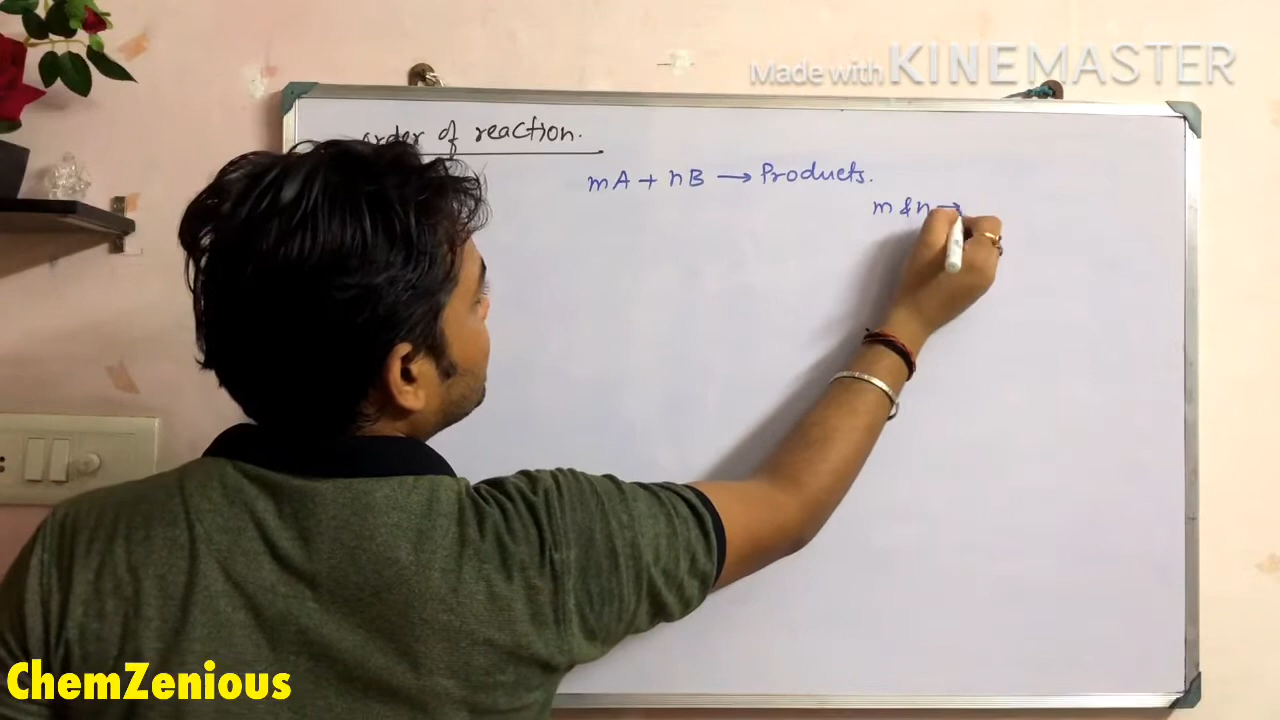 Made with KINEMASTER
order of reaction.
mA + nB → Products.
m & n →
ChemZenious